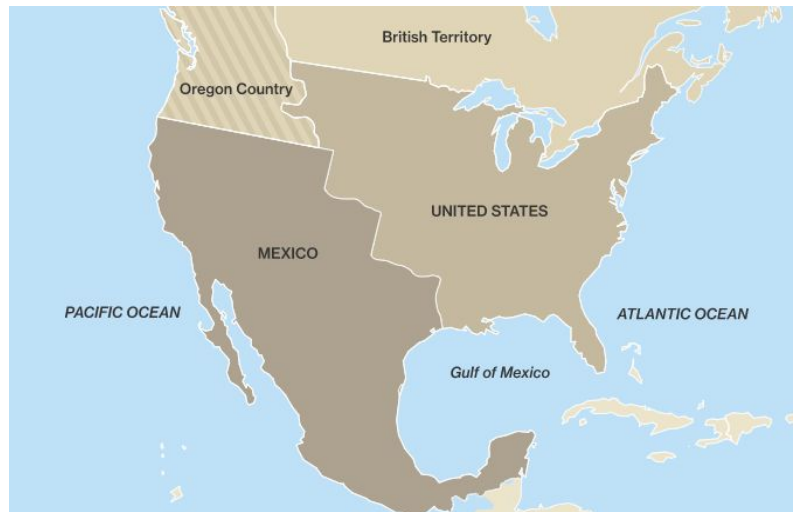 British Territory
Oregon Country
UNITED STATES
MEXICO
PACIFIC OCEAN
ATLANTIC OCEAN
Gulf of Mexico